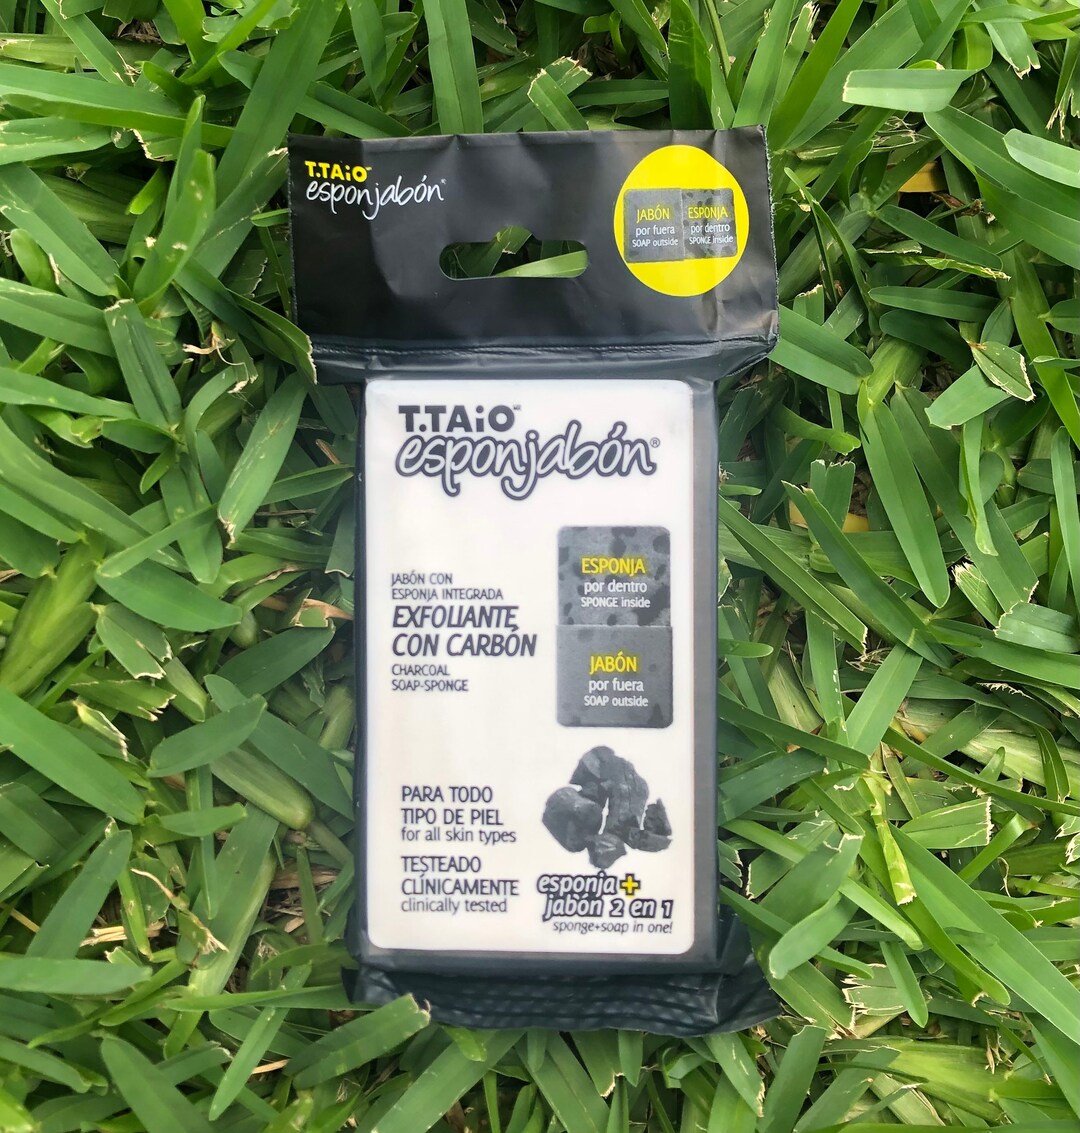 T.TAiO™
esponjabón®
JABÓN
por fuera
SOAP outside
ESPONJA
por dentro
SPONGE inside
T.TAiO
esponjabón®
JABÓN CON
ESPONJA INTEGRADA
EXFOLIANTE
CON CARBÓN
CHARCOAL
SOAP-SPONGE
ESPONJA
por dentro
SPONGE inside
JABÓN
por fuera
SOAP outside
PARA TODO
TIPO DE PIEL
for all skin types
TESTEADO
CLÍNICAMENTE
clinically tested
esponja+
jabón 2 en 1
sponge+soap in one!